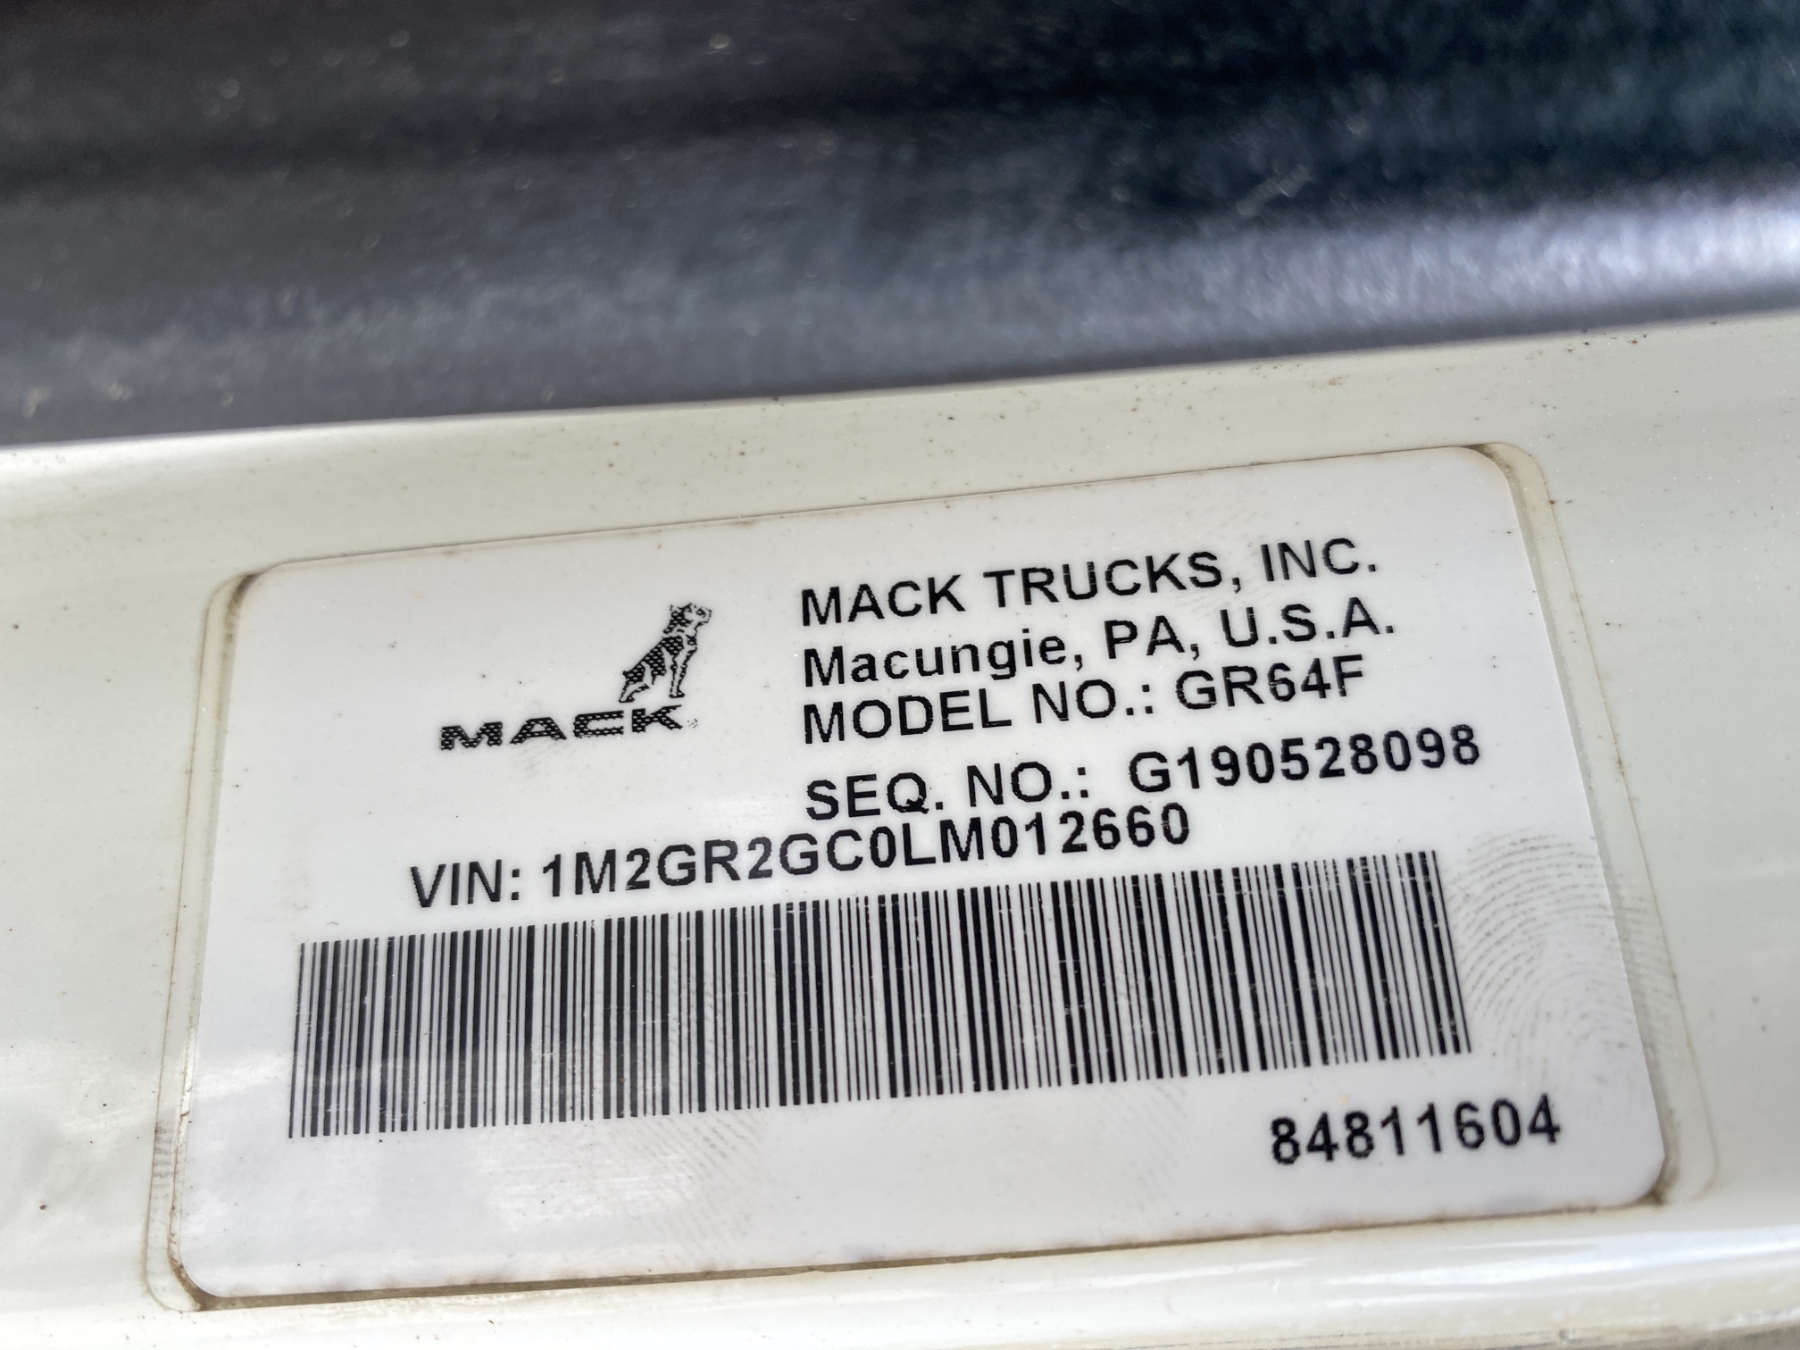 MACK TRUCKS, INC.
Macungie, PA, U.S.A.
MACK
MODEL NO.: GR64F
SEQ. NO.: G190528098
VIN: 1M2GR2GC0LM012660
84811604